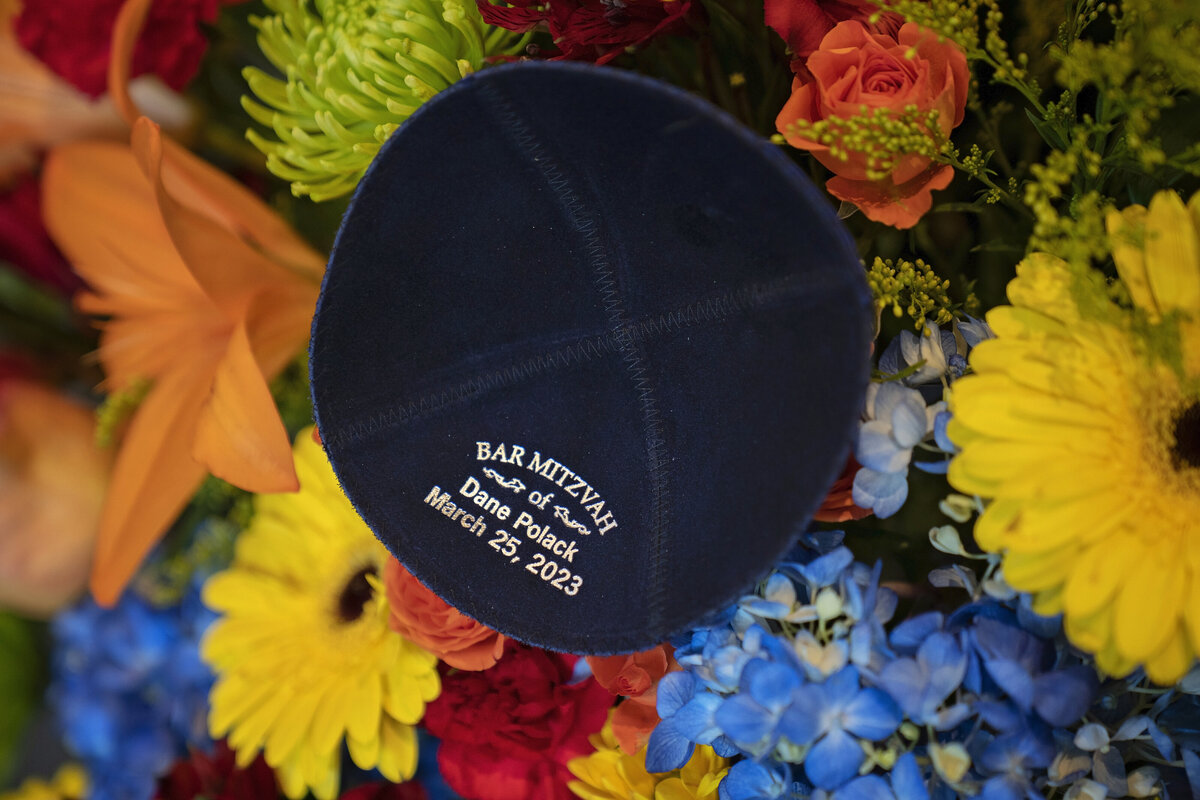 BAR MITZVAH
of
Dane Polack
March 25, 2023